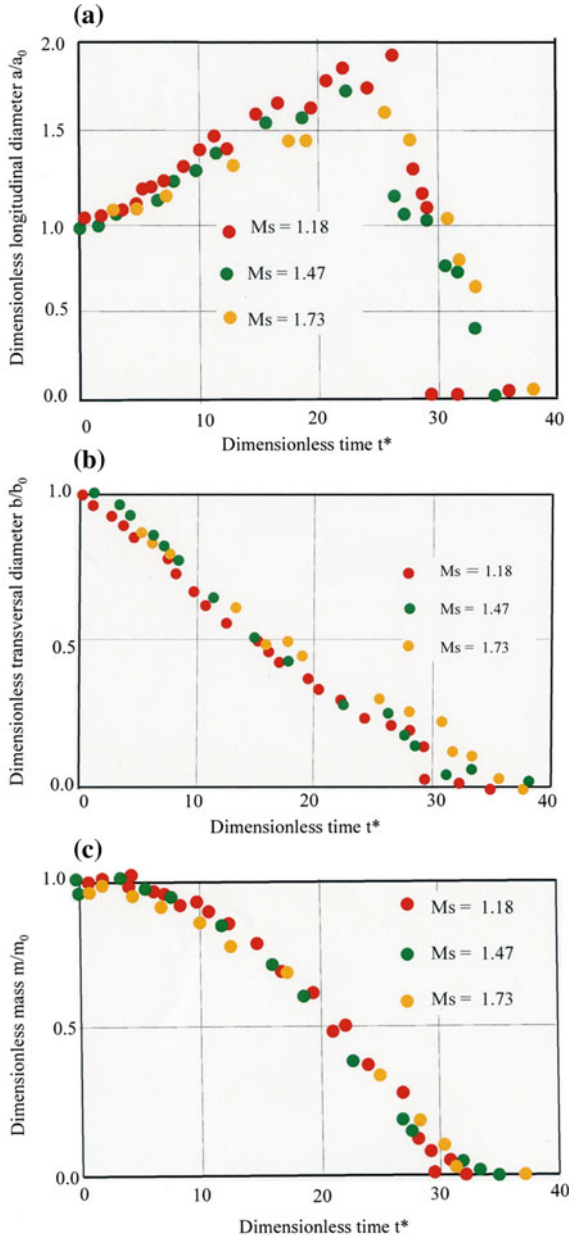 (a)
Dimensionless longitudinal diameter a/a0
2.0
1.5
1.0
0.5
0.0
Ms = 1.18
Ms = 1.47
Ms = 1.73
0 10 20 30 40
Dimensionless time t*
(b)
Dimensionless transversal diameter b/b0
1.0
0.5
0.0
Ms = 1.18
Ms = 1.47
Ms = 1.73
0 10 20 30 40
Dimensionless time t*
(c)
Dimensionless mass m/m0
1.0
0.5
0.0
Ms = 1.18
Ms = 1.47
Ms = 1.73
0 10 20 30 40
Dimensionless time t*